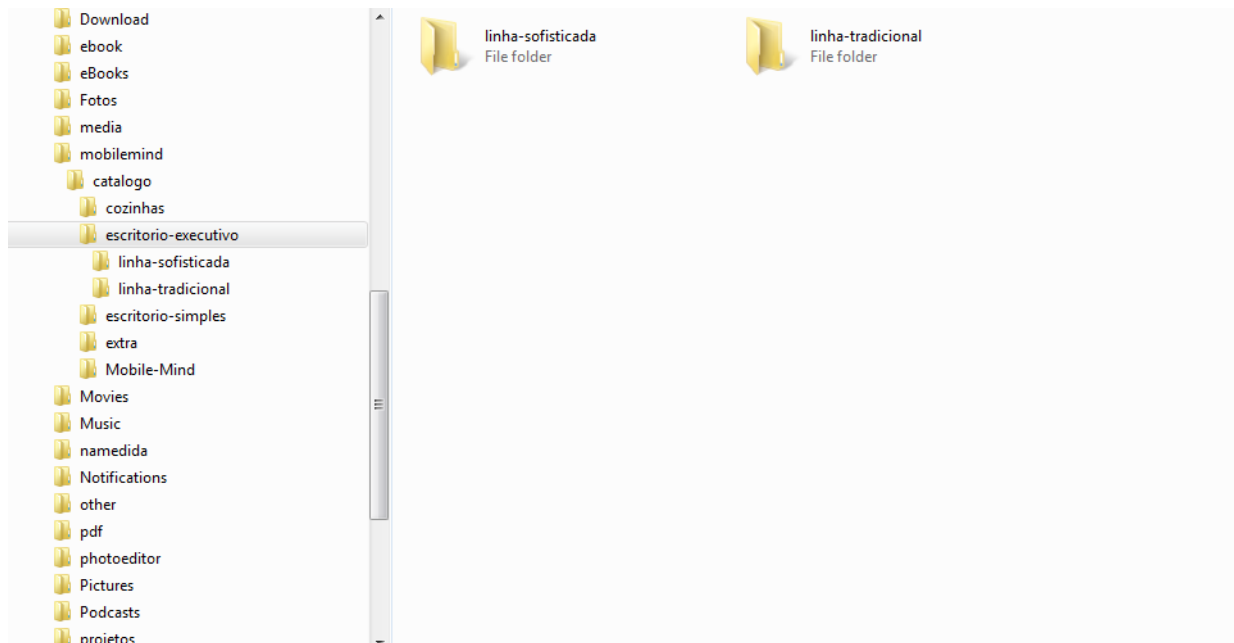 Download
ebook
eBooks
Fotos
media
mobilemind
catalogo
cozinhas
escritorio-executivo
linha-sofisticada
linha-tradicional
escritorio-simples
extra
Mobile-Mind
Movies
Music
namedida
Notifications
other
pdf
photoeditor
Pictures
Podcasts
projetos
linha-sofisticada
File folder
linha-tradicional
File folder